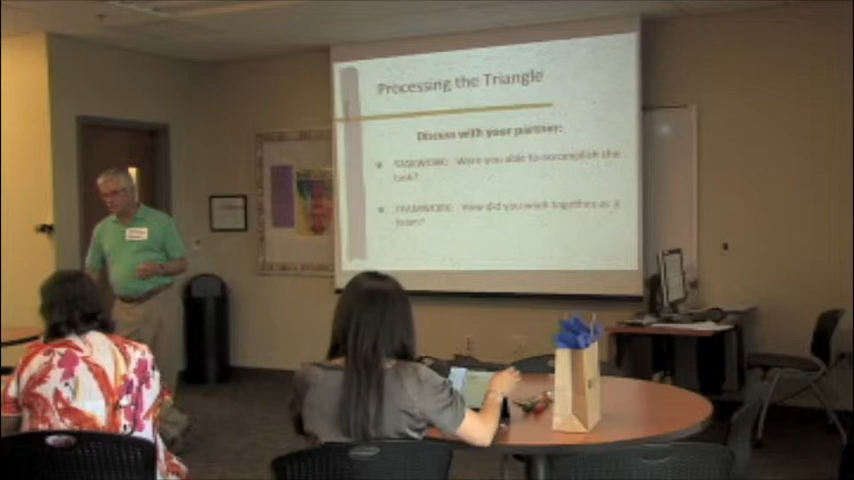 Processing the Triangle
Discuss with your partner:
TASKWORK: Were you able to accomplish the
task?
TEAMWORK: How did you work together as a
team?